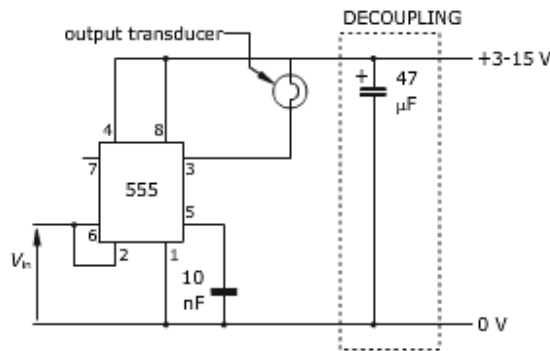 DECOUPLING
output transducer
+3-15 V
+
47
µF
4
8
7
3
555
5
6
2
1
10
nF
Vin
0 V